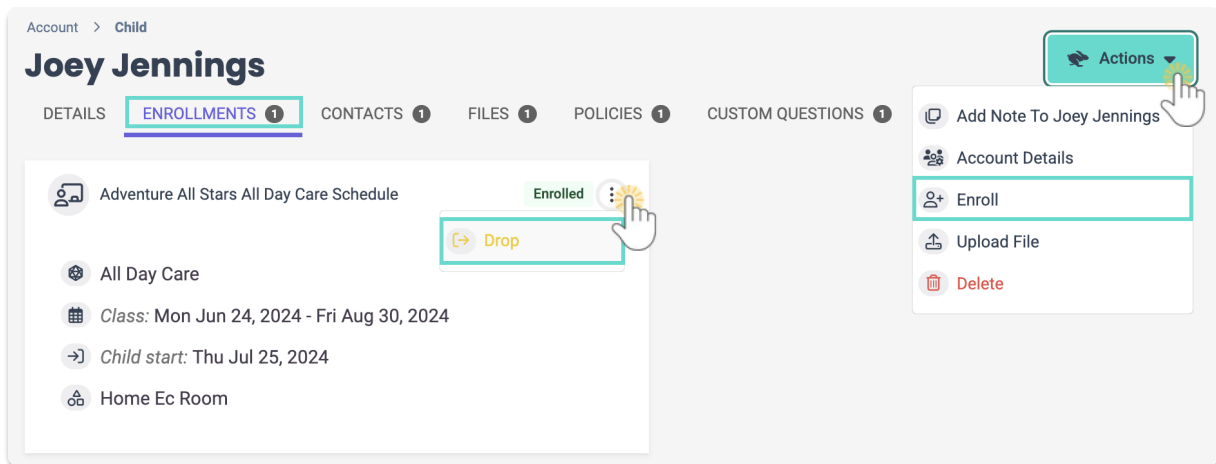 Account > Child
Joey Jennings
Actions
DETAILS ENROLLMENTS 1 CONTACTS 1 FILES 1 POLICIES 1 CUSTOM QUESTIONS 1
Add Note To Joey Jennings
Account Details
Enroll
Upload File
Delete
Adventure All Stars All Day Care Schedule Enrolled
Drop
All Day Care
Class: Mon Jun 24, 2024 - Fri Aug 30, 2024
Child start: Thu Jul 25, 2024
Home Ec Room